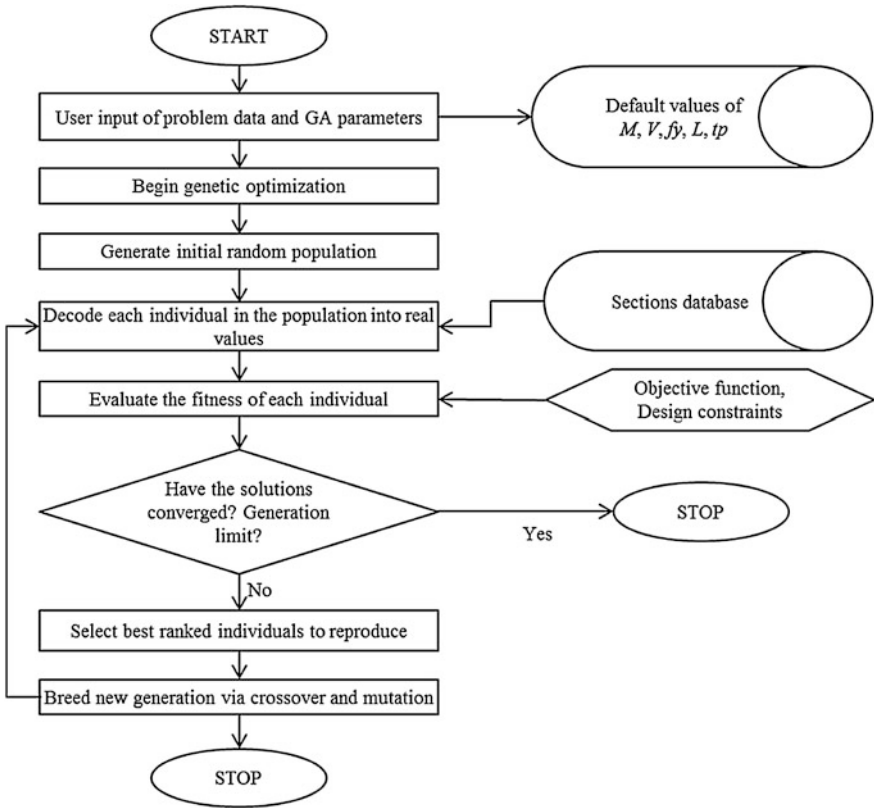 START
User input of problem data and GA parameters
Default values of
M, V, fy, L, tp
Begin genetic optimization
Generate initial random population
Decode each individual in the population into real
values
Sections database
Evaluate the fitness of each individual
Objective function,
Design constraints
Have the solutions
converged? Generation
limit?
Yes
STOP
No
Select best ranked individuals to reproduce
Breed new generation via crossover and mutation
STOP